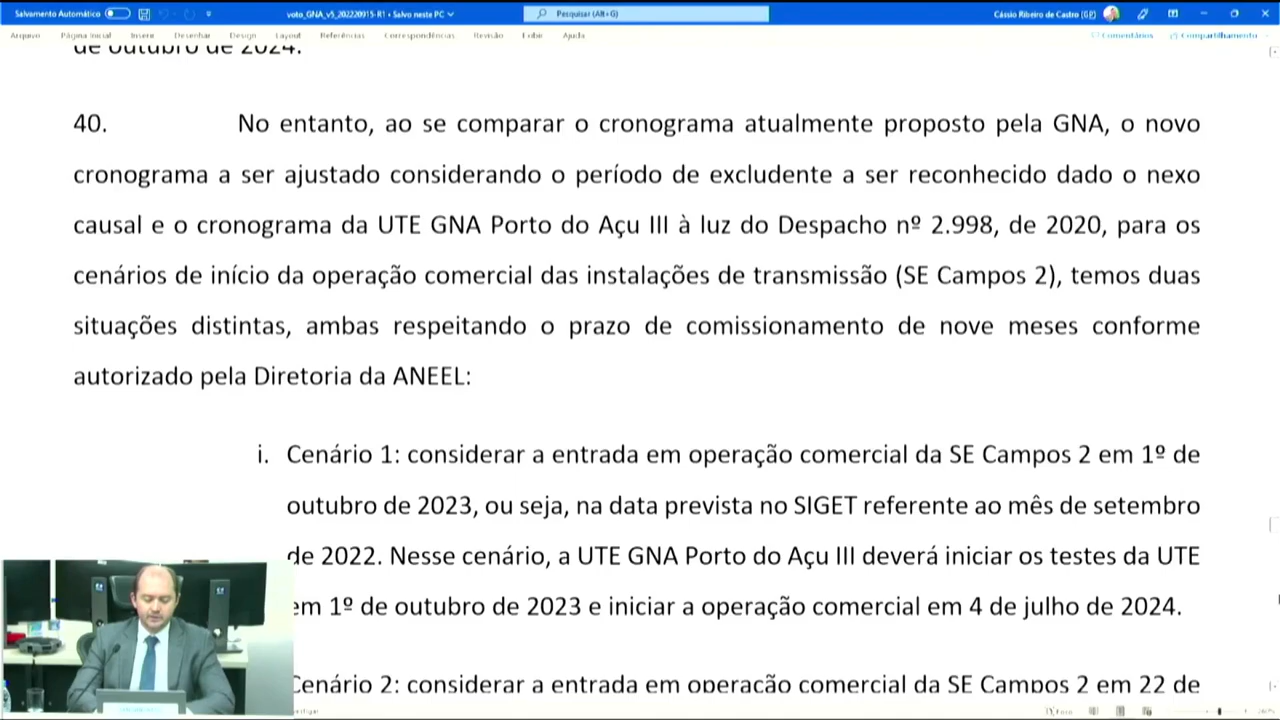 Salvamento Automático
voto_GNA_v5_202220915-R1 • Salvo neste PC
Pesquisar (Alt+G)
Cássio Ribeiro de Castro (GP)
Arquivo Página Inicial Inserir Desenhar Design Layout Referências Correspondências Revisão Exibir Ajuda Comentários Compartilhamento
de outubro de 2024.
40. No entanto, ao se comparar o cronograma atualmente proposto pela GNA, o novo
cronograma a ser ajustado considerando o período de excludente a ser reconhecido dado o nexo
causal e o cronograma da UTE GNA Porto do Açu III à luz do Despacho nº 2.998, de 2020, para os
cenários de início da operação comercial das instalações de transmissão (SE Campos 2), temos duas
situações distintas, ambas respeitando o prazo de comissionamento de nove meses conforme
autorizado pela Diretoria da ANEEL:
i. Cenário 1: considerar a entrada em operação comercial da SE Campos 2 em 1º de
outubro de 2023, ou seja, na data prevista no SIGET referente ao mês de setembro
de 2022. Nesse cenário, a UTE GNA Porto do Açu III deverá iniciar os testes da UTE
em 1º de outubro de 2023 e iniciar a operação comercial em 4 de julho de 2024.
Cenário 2: considerar a entrada em operação comercial da SE Campos 2 em 22 de